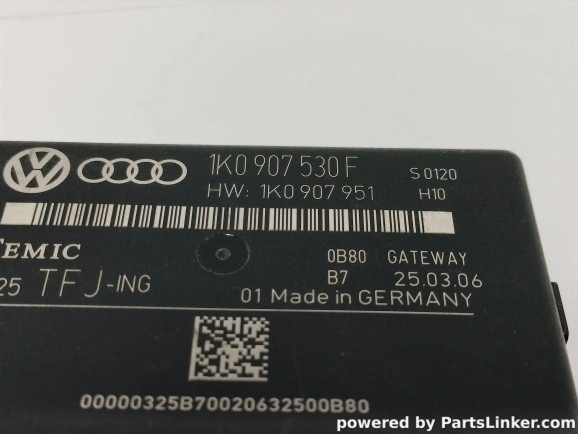 1K0 907 530 F S 0120
HW: 1K0 907 951 H10
TEMIC 0B80 GATEWAY
25 TFJ-ING B7 25.03.06
01 Made in GERMANY
00000325B70020632500B80
powered by PartsLinker.com